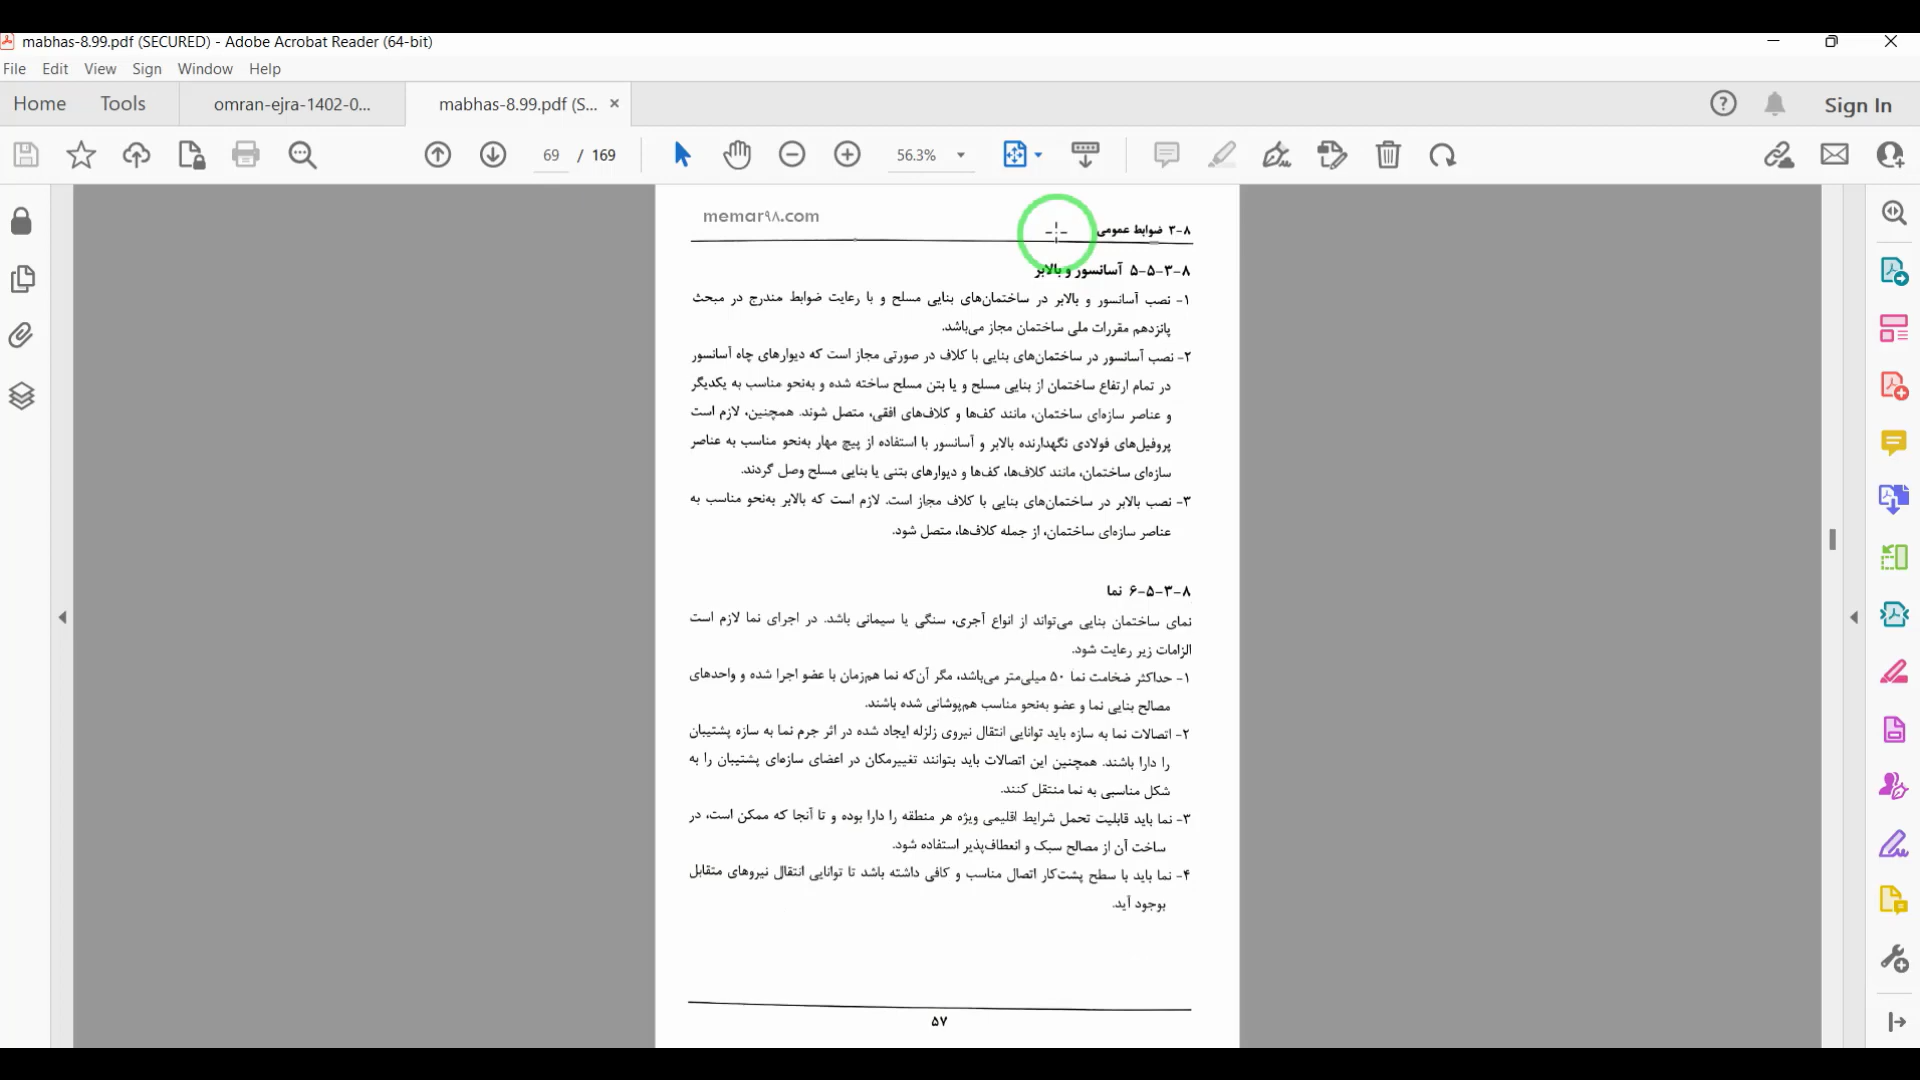 mabhas-8.99.pdf (SECURED) - Adobe Acrobat Reader (64-bit)
File Edit View Sign Window Help
Home Tools omran-ejra-1402-0... mabhas-8.99.pdf (S... Sign In
69 / 169 56.3%
memar۹۸.com
۸-۳ ضوابط عمومی
۸-۳-۵-۵ آسانسور و بالابر
۱- نصب آسانسور و بالابر در ساختمان‌های بنایی مسلح و با رعایت ضوابط مندرج در مبحث
پانزدهم مقررات ملی ساختمان مجاز می‌باشد.
۲- نصب آسانسور در ساختمان‌های بنایی با کلاف در صورتی مجاز است که دیوارهای چاه آسانسور
در تمام ارتفاع ساختمان از بنایی مسلح و یا بتن مسلح ساخته شده و به‌نحو مناسب به یکدیگر
و عناصر سازه‌ای ساختمان، مانند کف‌ها و کلاف‌های افقی، متصل شوند. همچنین، لازم است
پروفیل‌های فولادی نگهدارنده بالابر و آسانسور با استفاده از پیچ مهار به‌نحو مناسب به عناصر
سازه‌ای ساختمان، مانند کلاف‌ها، کف‌ها و دیوارهای بتنی یا بنایی مسلح وصل گردند.
۳- نصب بالابر در ساختمان‌های بنایی با کلاف مجاز است. لازم است که بالابر به‌نحو مناسب به
عناصر سازه‌ای ساختمان، از جمله کلاف‌ها، متصل شود.
۸-۳-۵-۶ نما
نمای ساختمان بنایی می‌تواند از انواع آجری، سنگی یا سیمانی باشد. در اجرای نما لازم است
الزامات زیر رعایت شود.
۱- حداکثر ضخامت نما ۵۰ میلی‌متر می‌باشد، مگر آن‌که نما هم‌زمان با عضو اجرا شده و واحدهای
مصالح بنایی نما و عضو به‌نحو مناسب هم‌پوشانی شده باشند.
۲- اتصالات نما به سازه باید توانایی انتقال نیروی زلزله ایجاد شده در اثر جرم نما به سازه پشتیبان
را دارا باشند. همچنین این اتصالات باید بتوانند تغییرمکان در اعضای سازه‌ای پشتیبان را به
شکل مناسبی به نما منتقل کنند.
۳- نما باید قابلیت تحمل شرایط اقلیمی ویژه هر منطقه را دارا بوده و تا آنجا که ممکن است، در
ساخت آن از مصالح سبک و انعطاف‌پذیر استفاده شود.
۴- نما باید با سطح پشت‌کار اتصال مناسب و کافی داشته باشد تا توانایی انتقال نیروهای متقابل
بوجود آید.
۵۷